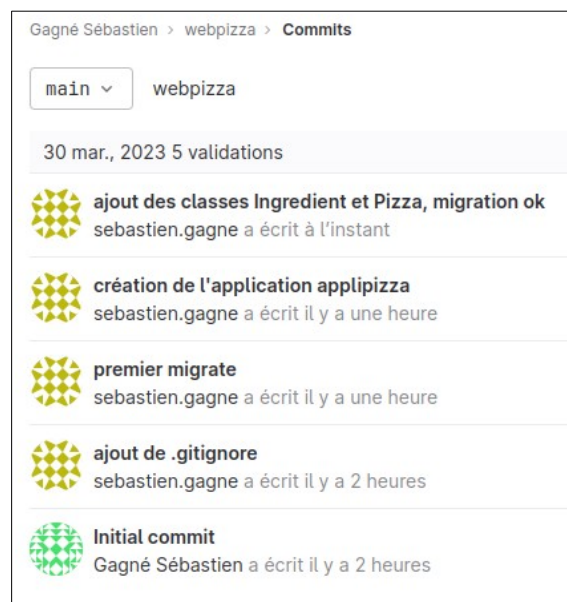 Gagné Sébastien > webpizza > Commits
main webpizza
30 mar., 2023 5 validations
ajout des classes Ingredient et Pizza, migration ok
sebastien.gagne a écrit à l’instant
création de l'application applipizza
sebastien.gagne a écrit il y a une heure
premier migrate
sebastien.gagne a écrit il y a une heure
ajout de .gitignore
sebastien.gagne a écrit il y a 2 heures
Initial commit
Gagné Sébastien a écrit il y a 2 heures